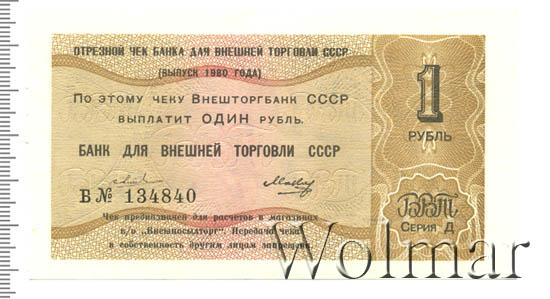 ОТРЕЗНОЙ ЧЕК БАНКА ДЛЯ ВНЕШНЕЙ ТОРГОВЛИ СССР
(ВЫПУСК 1980 ГОДА)
ПО ЭТОМУ ЧЕКУ ВНЕШТОРГБАНК СССР
ВЫПЛАТИТ ОДИН РУБЛЬ.
БАНК ДЛЯ ВНЕШНЕЙ ТОРГОВЛИ СССР
Б № 134840
Чек предназначен для расчетов в магазинах
в/о „Внешпосылторг". Передача чека
в собственность другим лицам запрещена.
1
РУБЛЬ
БВТ
СЕРИЯ Д
Wolmar